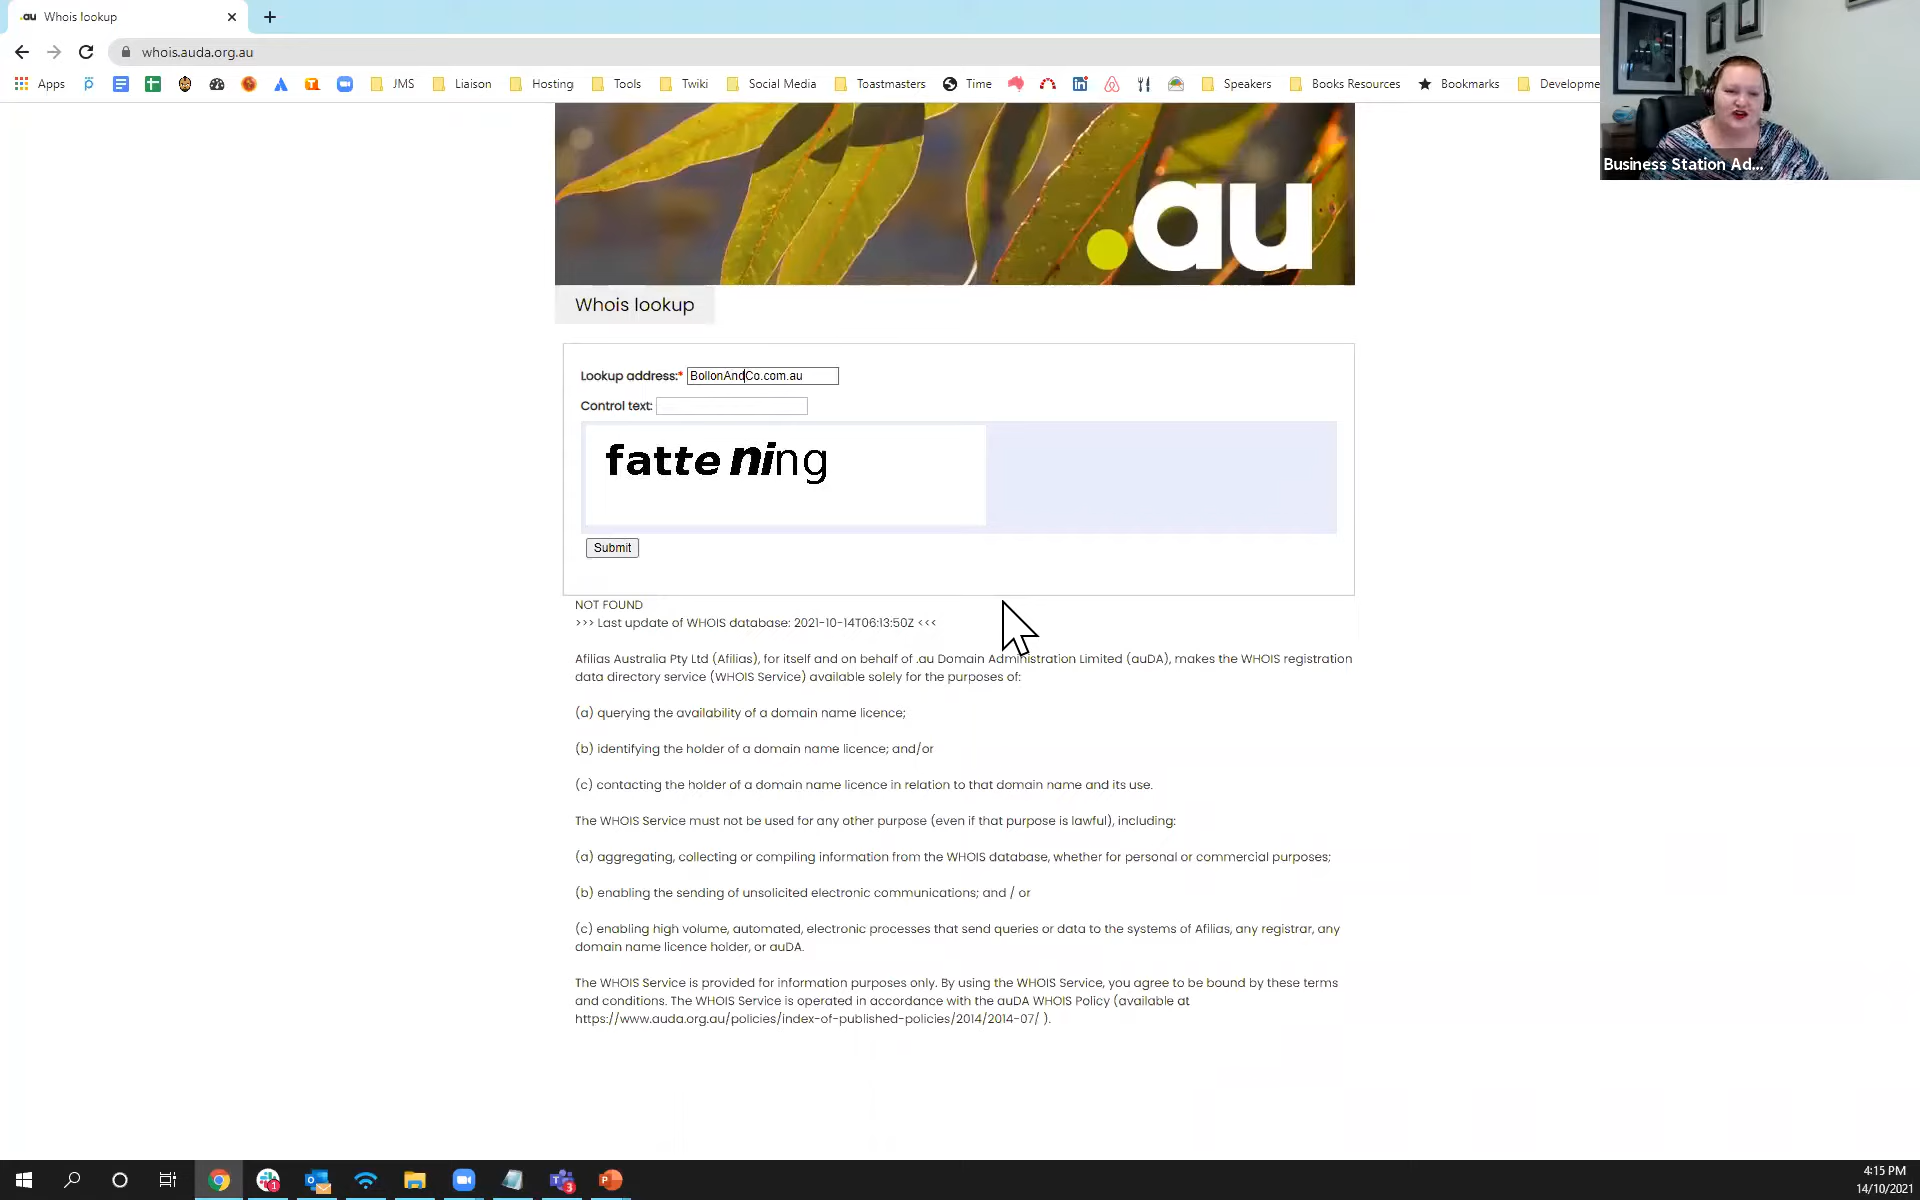 .au Whois lookup
whois.auda.org.au
Apps JMS Liaison Hosting Tools Twiki Social Media Toastmasters Time Speakers Books Resources Bookmarks Developme
Business Station Ad...
.au
Whois lookup
Lookup address:* BollonAndCo.com.au
Control text:
fattening
Submit
NOT FOUND
>>> Last update of WHOIS database: 2021-10-14T06:13:50Z <<<
Afilias Australia Pty Ltd (Afilias), for itself and on behalf of .au Domain Administration Limited (auDA), makes the WHOIS registration
data directory service (WHOIS Service) available solely for the purposes of:
(a) querying the availability of a domain name licence;
(b) identifying the holder of a domain name licence; and/or
(c) contacting the holder of a domain name licence in relation to that domain name and its use.
The WHOIS Service must not be used for any other purpose (even if that purpose is lawful), including:
(a) aggregating, collecting or compiling information from the WHOIS database, whether for personal or commercial purposes;
(b) enabling the sending of unsolicited electronic communications; and / or
(c) enabling high volume, automated, electronic processes that send queries or data to the systems of Afilias, any registrar, any
domain name licence holder, or auDA.
The WHOIS Service is provided for information purposes only. By using the WHOIS Service, you agree to be bound by these terms
and conditions. The WHOIS Service is operated in accordance with the auDA WHOIS Policy (available at
https://www.auda.org.au/policies/index-of-published-policies/2014/2014-07/ ).
4:15 PM
14/10/2021